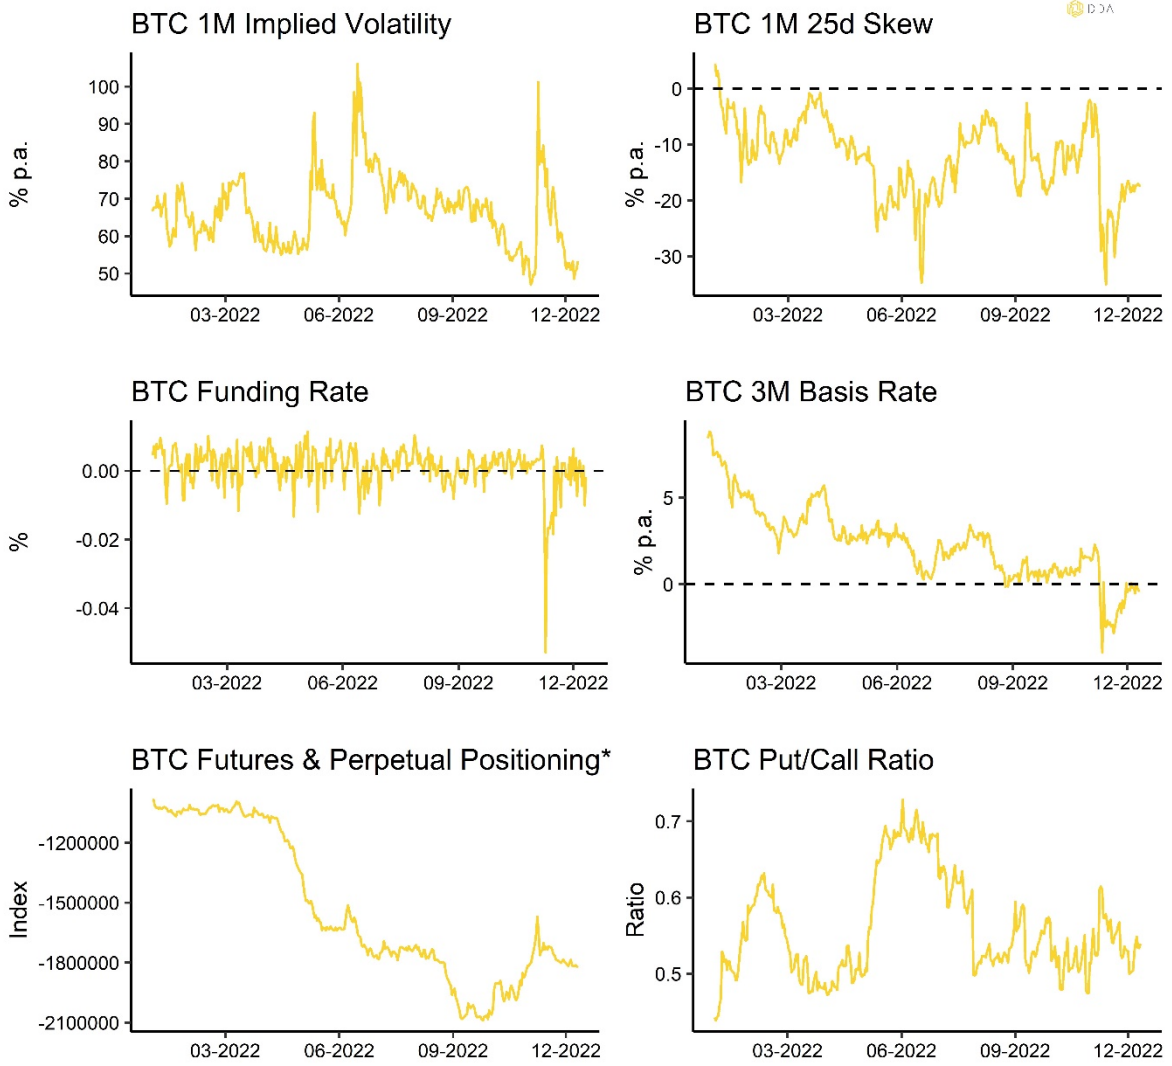 DDA
BTC 1M Implied Volatility
BTC 1M 25d Skew
% p.a.
100
90
80
70
60
50
03-2022 06-2022 09-2022 12-2022
% p.a.
0
-10
-20
-30
03-2022 06-2022 09-2022 12-2022
BTC Funding Rate
BTC 3M Basis Rate
%
0.00
-0.02
-0.04
03-2022 06-2022 09-2022 12-2022
% p.a.
5
0
03-2022 06-2022 09-2022 12-2022
BTC Futures & Perpetual Positioning*
BTC Put/Call Ratio
Index
-1200000
-1500000
-1800000
-2100000
03-2022 06-2022 09-2022 12-2022
Ratio
0.7
0.6
0.5
03-2022 06-2022 09-2022 12-2022